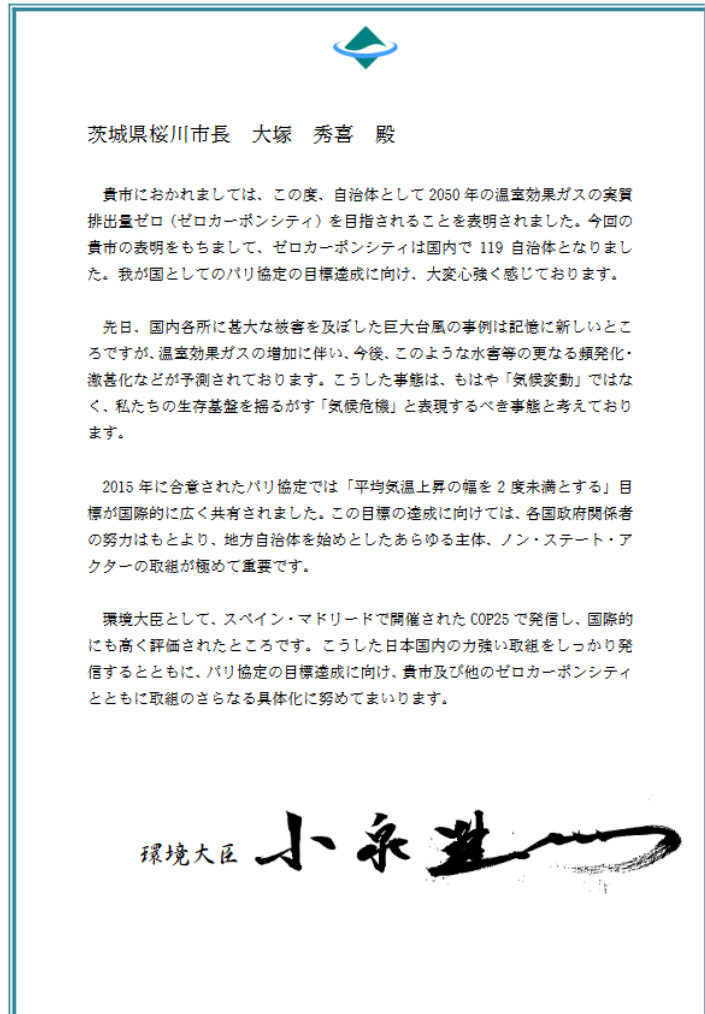 茨城県桜川市長　大塚　秀喜　殿
貴市におかれましては、この度、自治体として2050年の温室効果ガスの実質
排出量ゼロ（ゼロカーボンシティ）を目指されることを表明されました。今回の
貴市の表明をもちまして、ゼロカーボンシティは国内で 119 自治体となりまし
た。我が国としてのパリ協定の目標達成に向け、大変心強く感じております。
先日、国内各所に甚大な被害を及ぼした巨大台風の事例は記憶に新しいとこ
ろですが、温室効果ガスの増加に伴い、今後、このような水害等の更なる頻発化・
激甚化などが予測されております。こうした事態は、もはや「気候変動」ではな
く、私たちの生存基盤を揺るがす「気候危機」と表現するべき事態と考えており
ます。
2015年に合意されたパリ協定では「平均気温上昇の幅を2度未満とする」目
標が国際的に広く共有されました。この目標の達成に向けては、各国政府関係者
の努力はもとより、地方自治体を始めとしたあらゆる主体、ノン・ステート・ア
クターの取組が極めて重要です。
環境大臣として、スペイン・マドリードで開催されたCOP25で発信し、国際的
にも高く評価されたところです。こうした日本国内の力強い取組をしっかり発
信するとともに、パリ協定の目標達成に向け、貴市及び他のゼロカーボンシティ
とともに取組のさらなる具体化に努めてまいります。
環境大臣 小泉進一郎